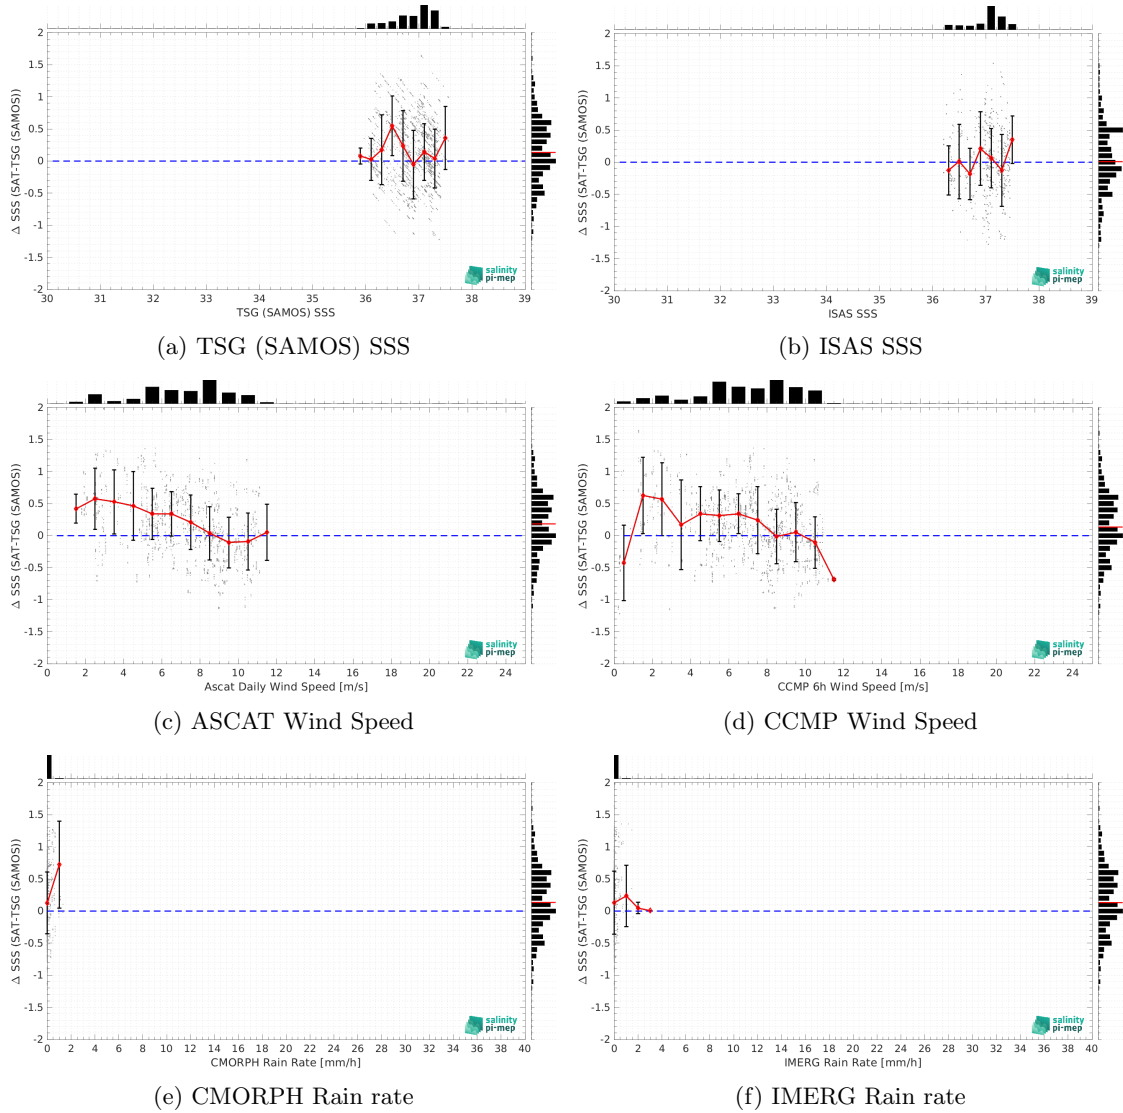 2
1.5
1
0.5
0
-0.5
-1
-1.5
-2
Δ SSS (SAT-TSG (SAMOS))
30 31 32 33 34 35 36 37 38 39
TSG (SAMOS) SSS
salinity
pi-mep
(a) TSG (SAMOS) SSS
2
1.5
1
0.5
0
-0.5
-1
-1.5
-2
Δ SSS (SAT-TSG (SAMOS))
30 31 32 33 34 35 36 37 38 39
ISAS SSS
salinity
pi-mep
(b) ISAS SSS
2
1.5
1
0.5
0
-0.5
-1
-1.5
-2
Δ SSS (SAT-TSG (SAMOS))
0 2 4 6 8 10 12 14 16 18 20 22 24
Ascat Daily Wind Speed [m/s]
salinity
pi-mep
(c) ASCAT Wind Speed
2
1.5
1
0.5
0
-0.5
-1
-1.5
-2
Δ SSS (SAT-TSG (SAMOS))
0 2 4 6 8 10 12 14 16 18 20 22 24
CCMP 6h Wind Speed [m/s]
salinity
pi-mep
(d) CCMP Wind Speed
2
1.5
1
0.5
0
-0.5
-1
-1.5
-2
Δ SSS (SAT-TSG (SAMOS))
0 2 4 6 8 10 12 14 16 18 20 22 24 26 28 30 32 34 36 38 40
CMORPH Rain Rate [mm/h]
salinity
pi-mep
(e) CMORPH Rain rate
2
1.5
1
0.5
0
-0.5
-1
-1.5
-2
Δ SSS (SAT-TSG (SAMOS))
0 2 4 6 8 10 12 14 16 18 20 22 24 26 28 30 32 34 36 38 40
IMERG Rain Rate [mm/h]
salinity
pi-mep
(f) IMERG Rain rate